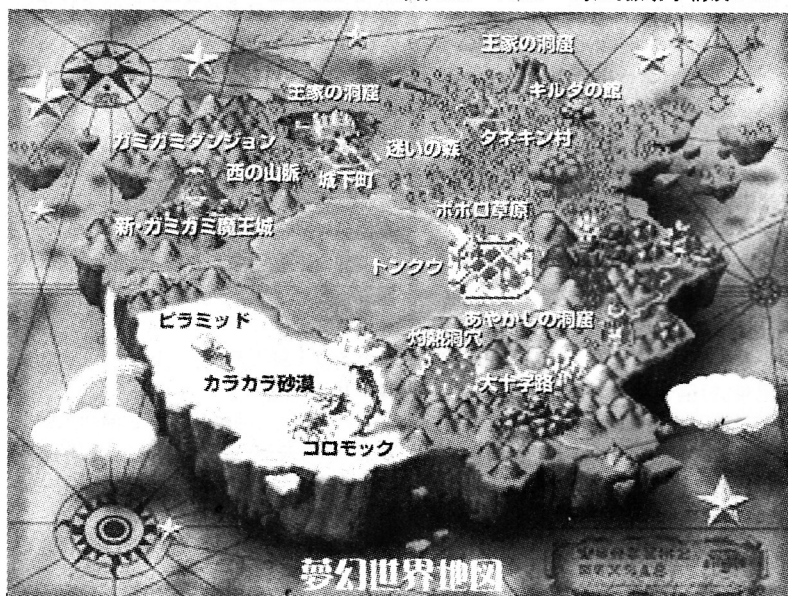 王家の洞窟
王家の洞窟
キルダの館
ガミガミダンジョン
迷いの森
タネキン村
西の山脈
城下町
ポポロ草原
新・ガミガミ魔王城
トンクウ
ピラミッド
あやかしの洞窟
灼熱洞穴
カラカラ砂漠
大十字路
コロモック
夢幻世界地図